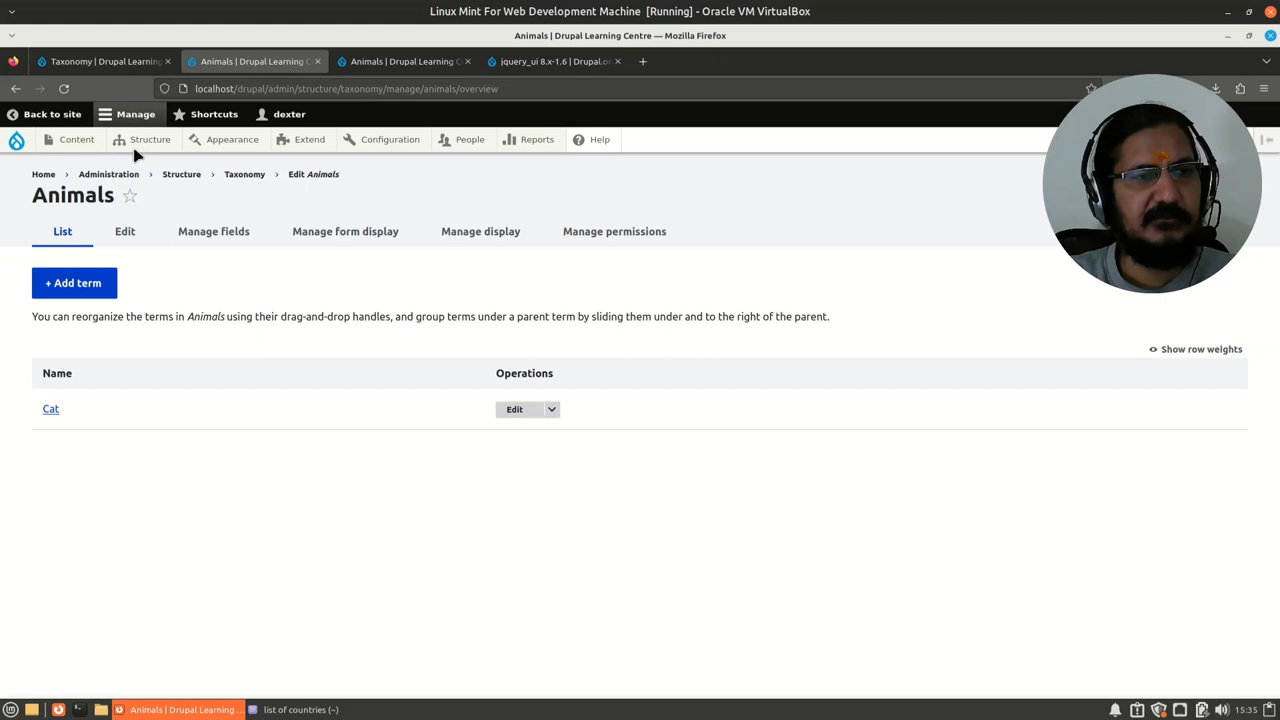 Linux Mint For Web Development Machine [Running] - Oracle VM VirtualBox
Animals | Drupal Learning Centre — Mozilla Firefox
Taxonomy | Drupal Learning
Animals | Drupal Learning C
Animals | Drupal Learning C
jquery_ui 8.x-1.6 | Drupal.o
localhost/drupal/admin/structure/taxonomy/manage/animals/overview
Back to site Manage Shortcuts dexter
Content Structure Appearance Extend Configuration People Reports Help
Home › Administration › Structure › Taxonomy › Edit Animals
Animals
List Edit Manage fields Manage form display Manage display Manage permissions
+ Add term
You can reorganize the terms in Animals using their drag-and-drop handles, and group terms under a parent term by sliding them under and to the right of the parent.
Show row weights
Name Operations
Cat Edit
Animals | Drupal Learning ... list of countries (~) 15:35